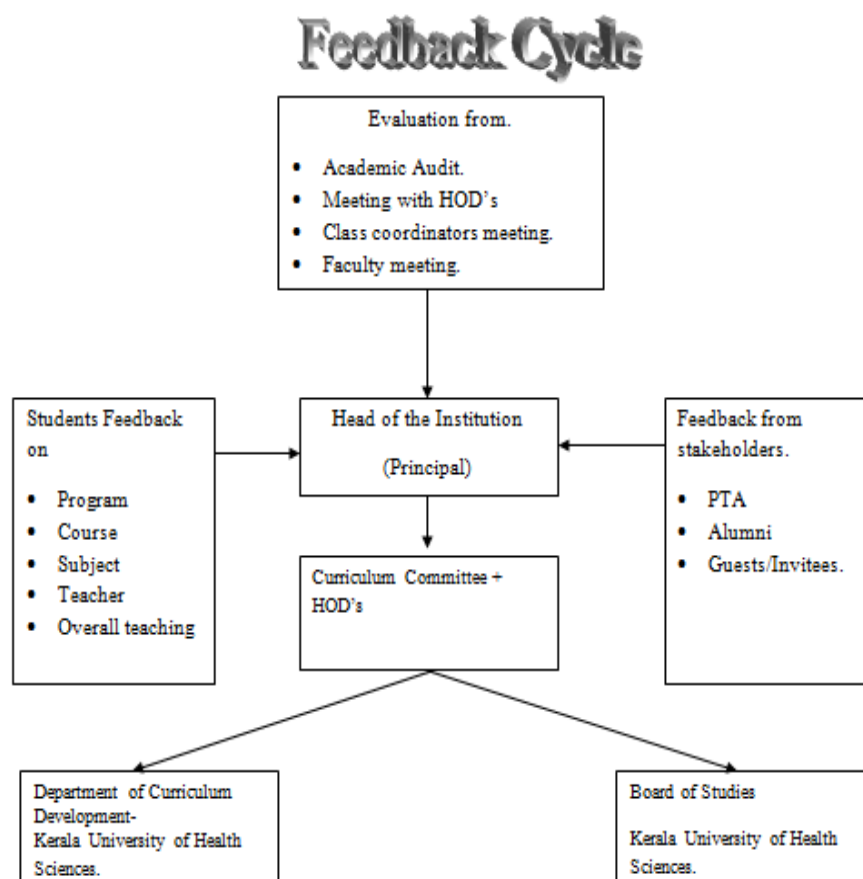 Feedback Cycle
Evaluation from.
• Academic Audit.
• Meeting with HOD's
• Class coordinators meeting.
• Faculty meeting.
Students Feedback
on
• Program
• Course
• Subject
• Teacher
• Overall teaching
Head of the Institution
(Principal)
Feedback from
stakeholders.
• PTA
• Alumni
• Guests/Invitees.
Curriculum Committee +
HOD's
Department of Curriculum
Development-
Kerala University of Health
Sciences.
Board of Studies
Kerala University of Health
Sciences.